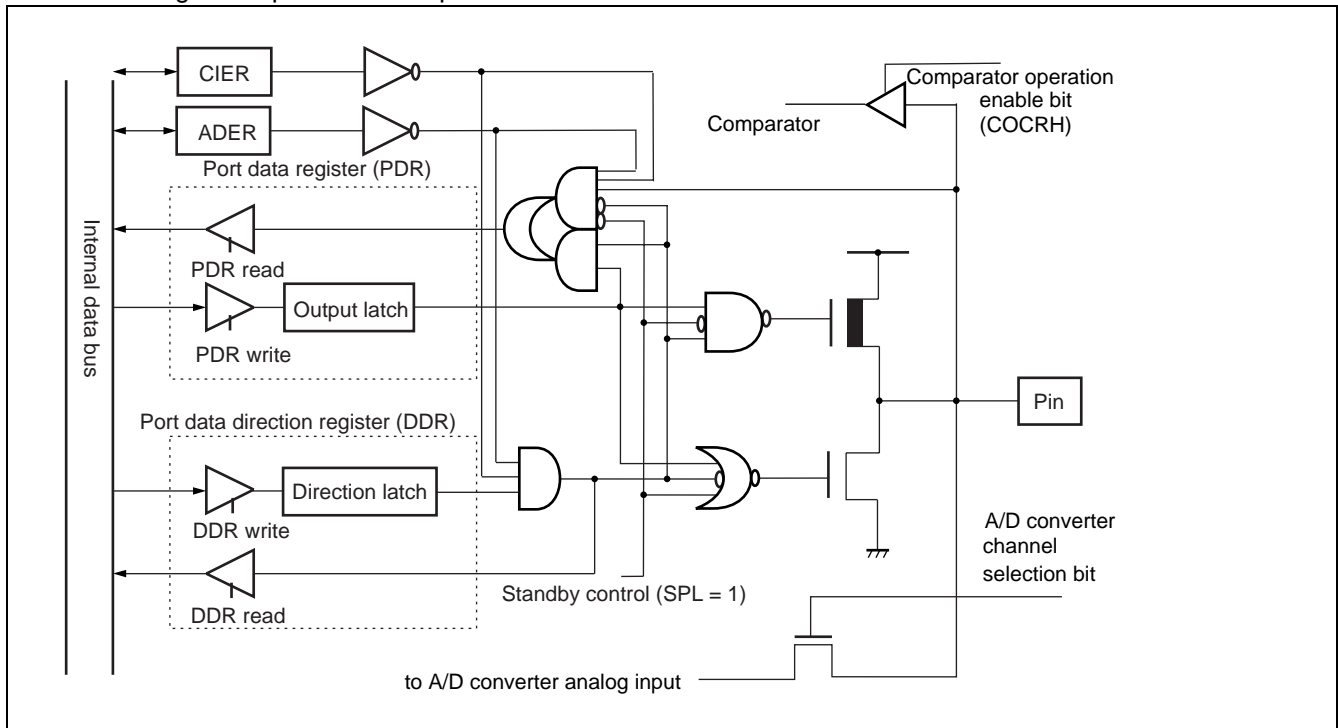 CIER
Comparator operation
enable bit
(COCRH)
Comparator
ADER
Port data register (PDR)
Internal data bus
PDR read
Output latch
PDR write
Pin
Port data direction register (DDR)
Direction latch
DDR write
A/D converter
channel
selection bit
Standby control (SPL = 1)
DDR read
to A/D converter analog input